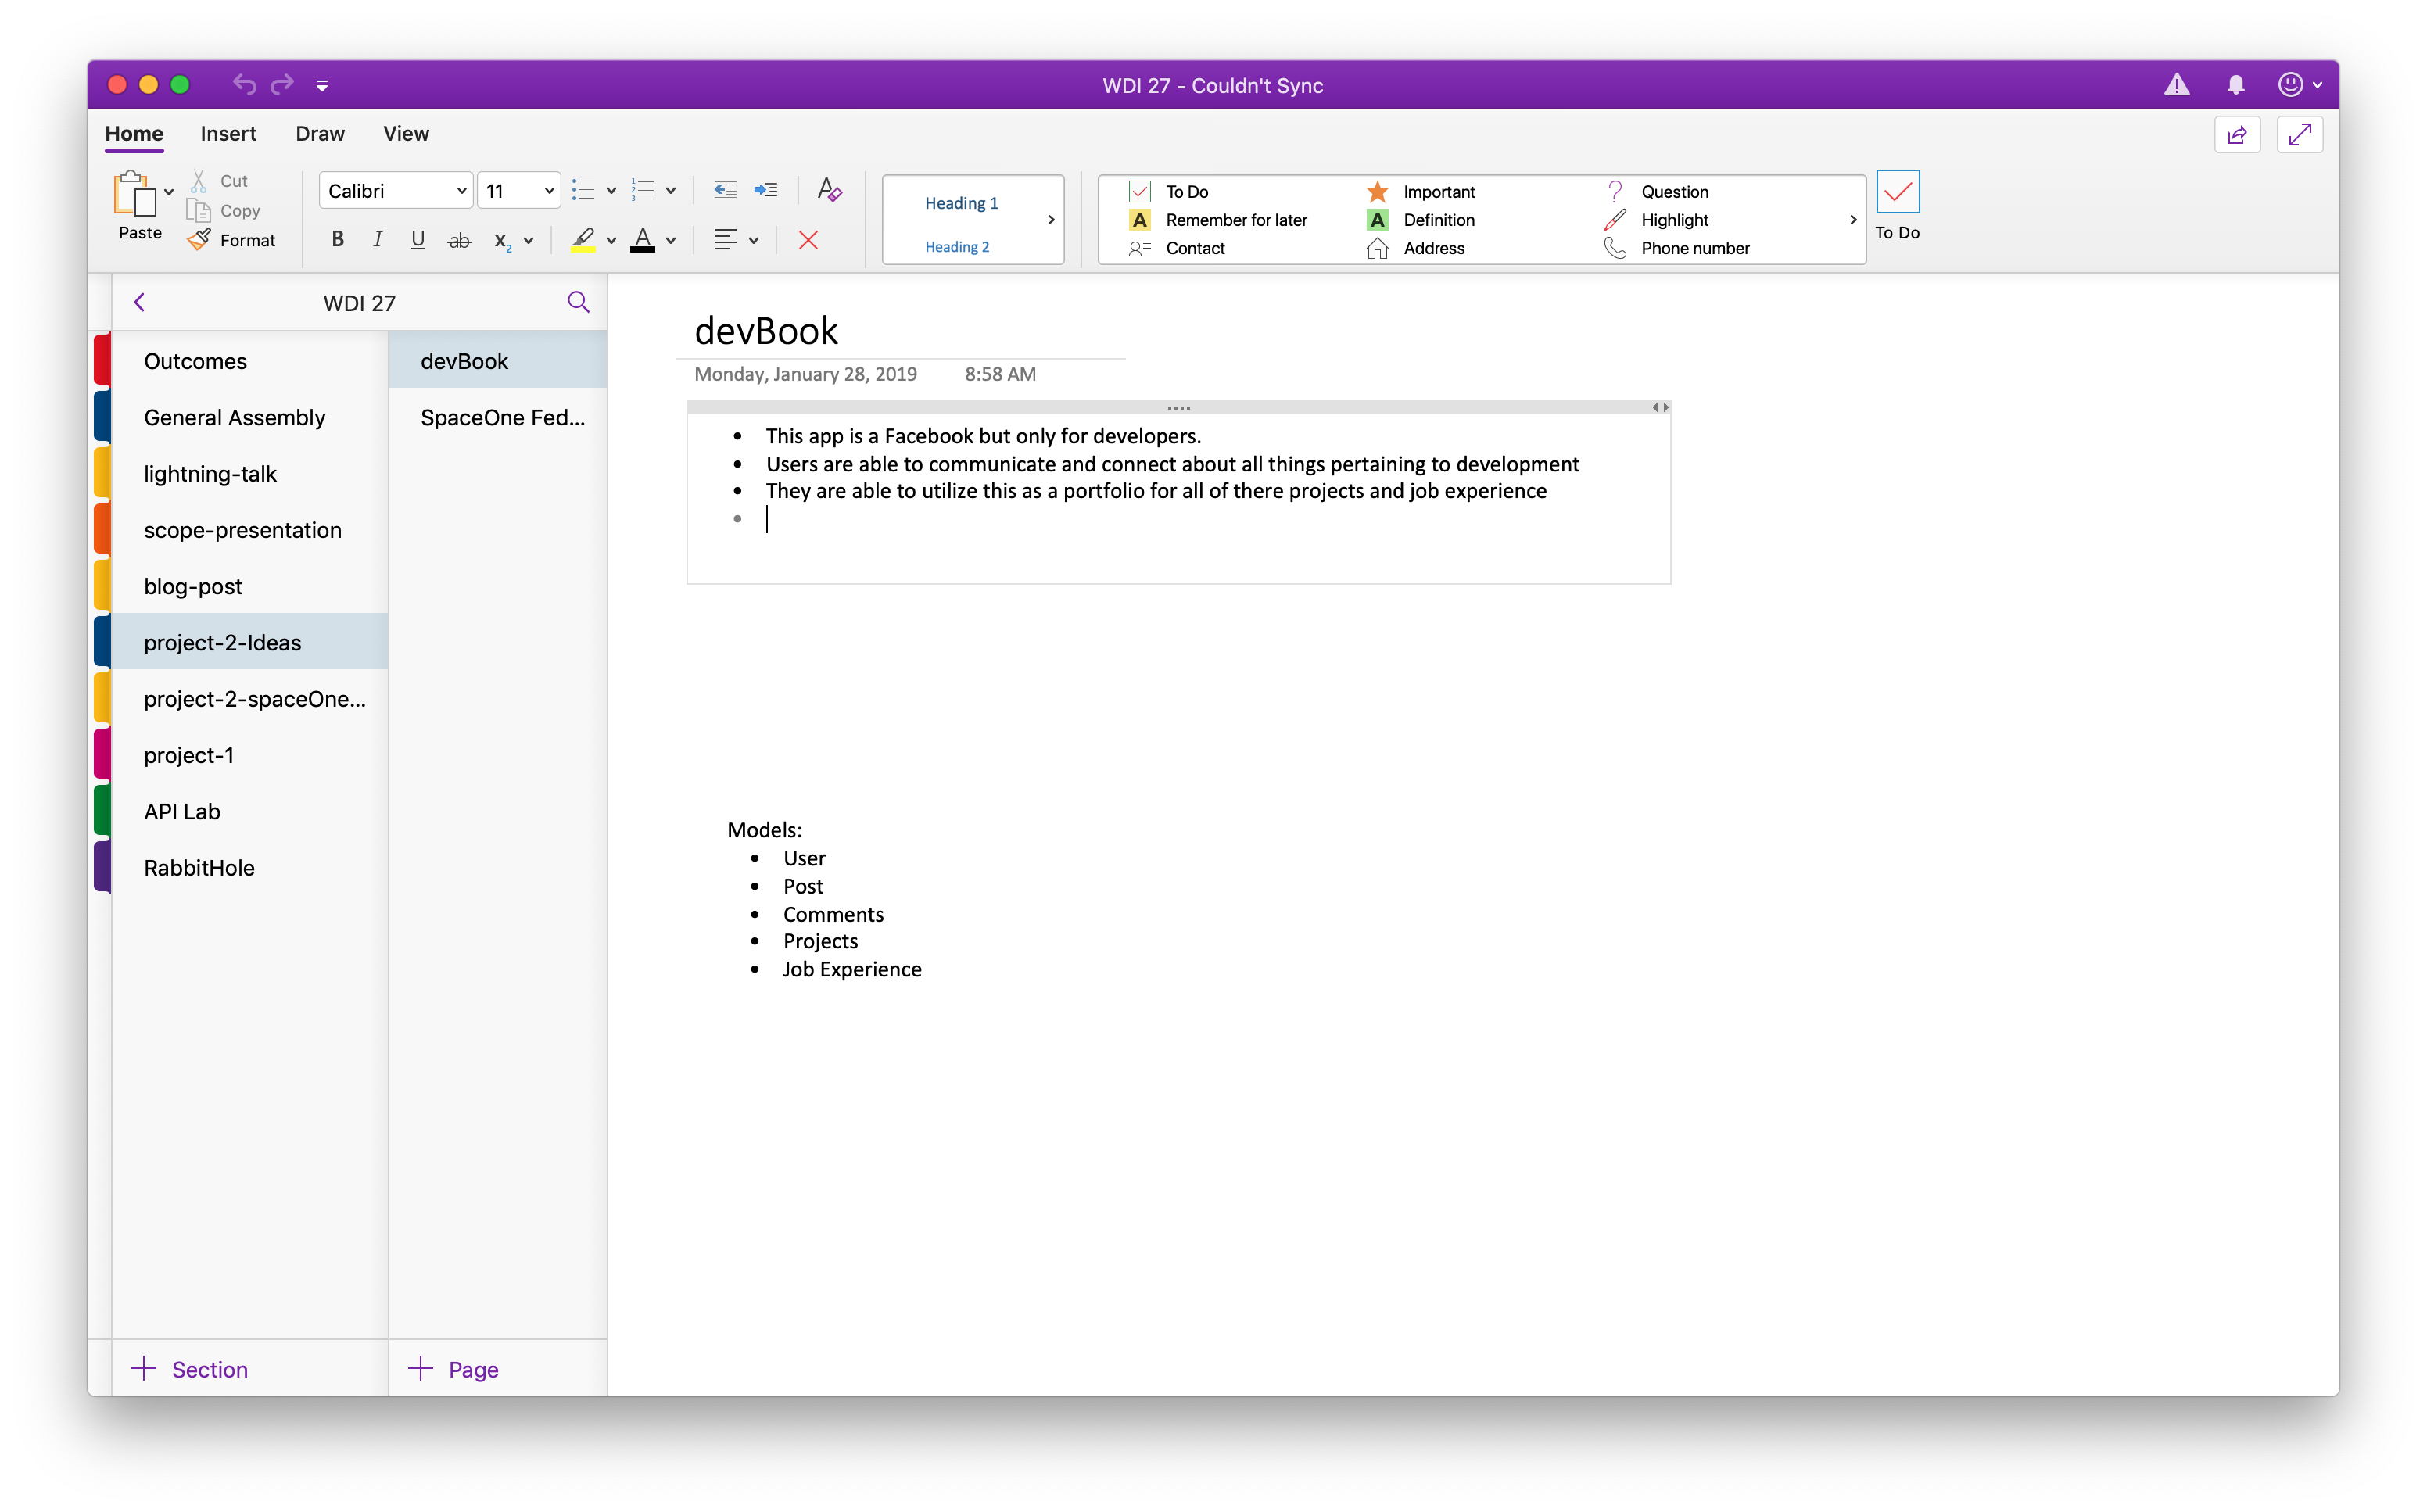 WDI 27 - Couldn't Sync
Home Insert Draw View
Paste
Cut
Copy
Format
Calibri 11
B I U ab x2 A
Heading 1
Heading 2
To Do Important Question
A Remember for later A Definition Highlight
Contact Address Phone number
To Do
WDI 27
Outcomes
General Assembly
lightning-talk
scope-presentation
blog-post
project-2-Ideas
project-2-spaceOne...
project-1
API Lab
RabbitHole
+ Section
devBook
SpaceOne Fed...
+ Page
devBook
Monday, January 28, 2019 8:58 AM
• This app is a Facebook but only for developers.
• Users are able to communicate and connect about all things pertaining to development
• They are able to utilize this as a portfolio for all of there projects and job experience
•
Models:
• User
• Post
• Comments
• Projects
• Job Experience